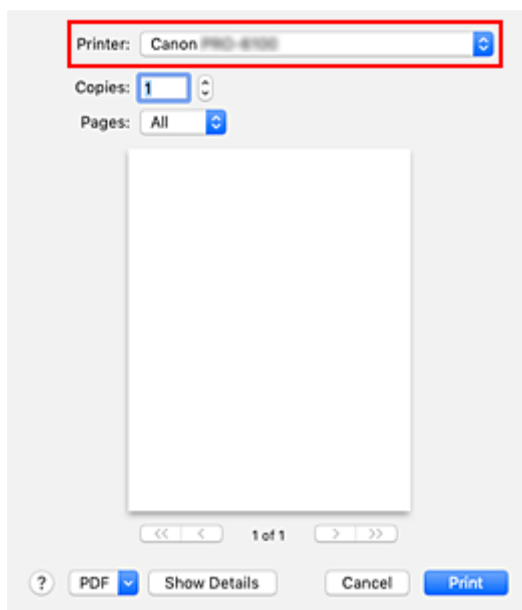 Printer: Canon
Copies: 1
Pages: All
<< < 1 of 1 > >>
? PDF Show Details Cancel Print